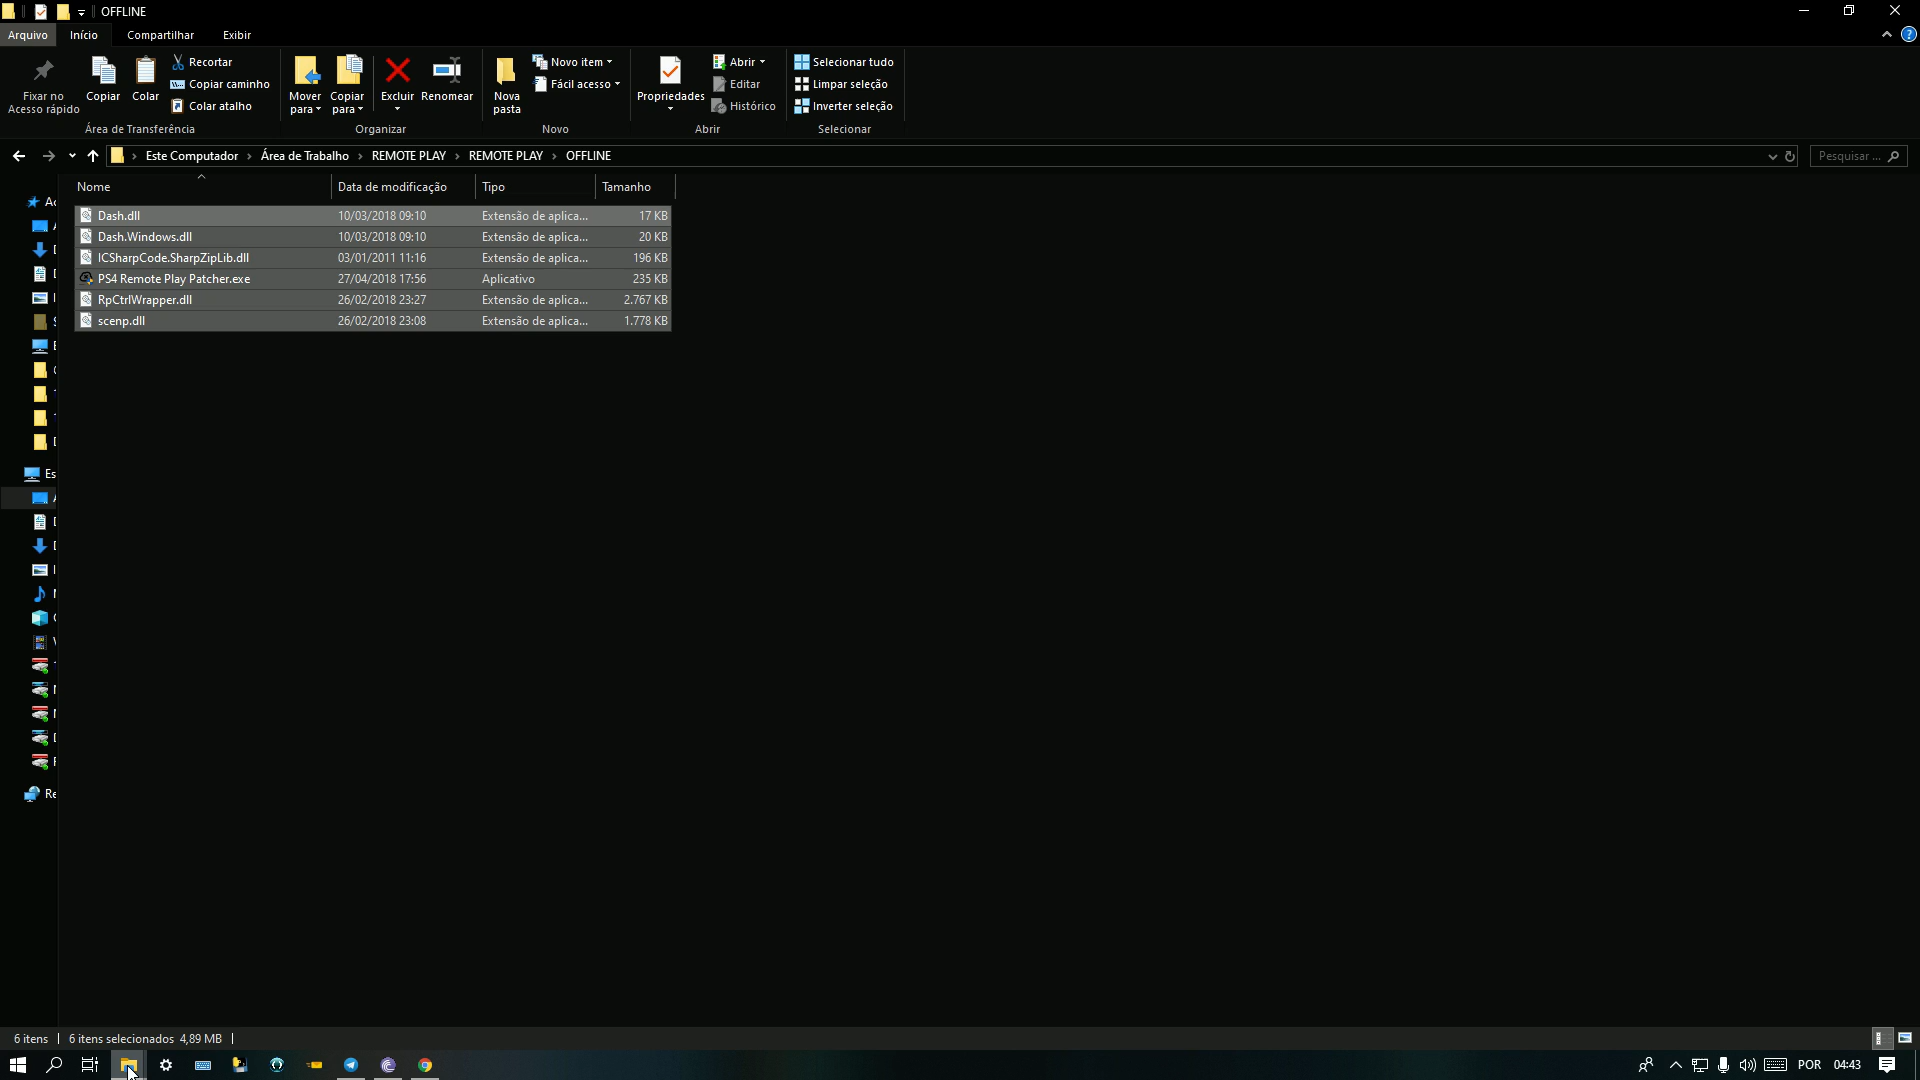 OFFLINE
Arquivo Início Compartilhar Exibir
Fixar no Acesso rápido
Copiar
Colar
Recortar
Copiar caminho
Colar atalho
Área de Transferência
Mover para
Copiar para
Excluir
Renomear
Organizar
Nova pasta
Novo item
Fácil acesso
Novo
Propriedades
Abrir
Editar
Histórico
Abrir
Selecionar tudo
Limpar seleção
Inverter seleção
Selecionar
Este Computador > Área de Trabalho > REMOTE PLAY > REMOTE PLAY > OFFLINE
Pesquisar ...
Nome Data de modificação Tipo Tamanho
Dash.dll 10/03/2018 09:10 Extensão de aplica... 17 KB
Dash.Windows.dll 10/03/2018 09:10 Extensão de aplica... 20 KB
ICSharpCode.SharpZipLib.dll 03/01/2011 11:16 Extensão de aplica... 196 KB
PS4 Remote Play Patcher.exe 27/04/2018 17:56 Aplicativo 235 KB
RpCtrlWrapper.dll 26/02/2018 23:27 Extensão de aplica... 2.767 KB
scenp.dll 26/02/2018 23:08 Extensão de aplica... 1.778 KB
6 itens 6 itens selecionados 4,89 MB
POR 04:43